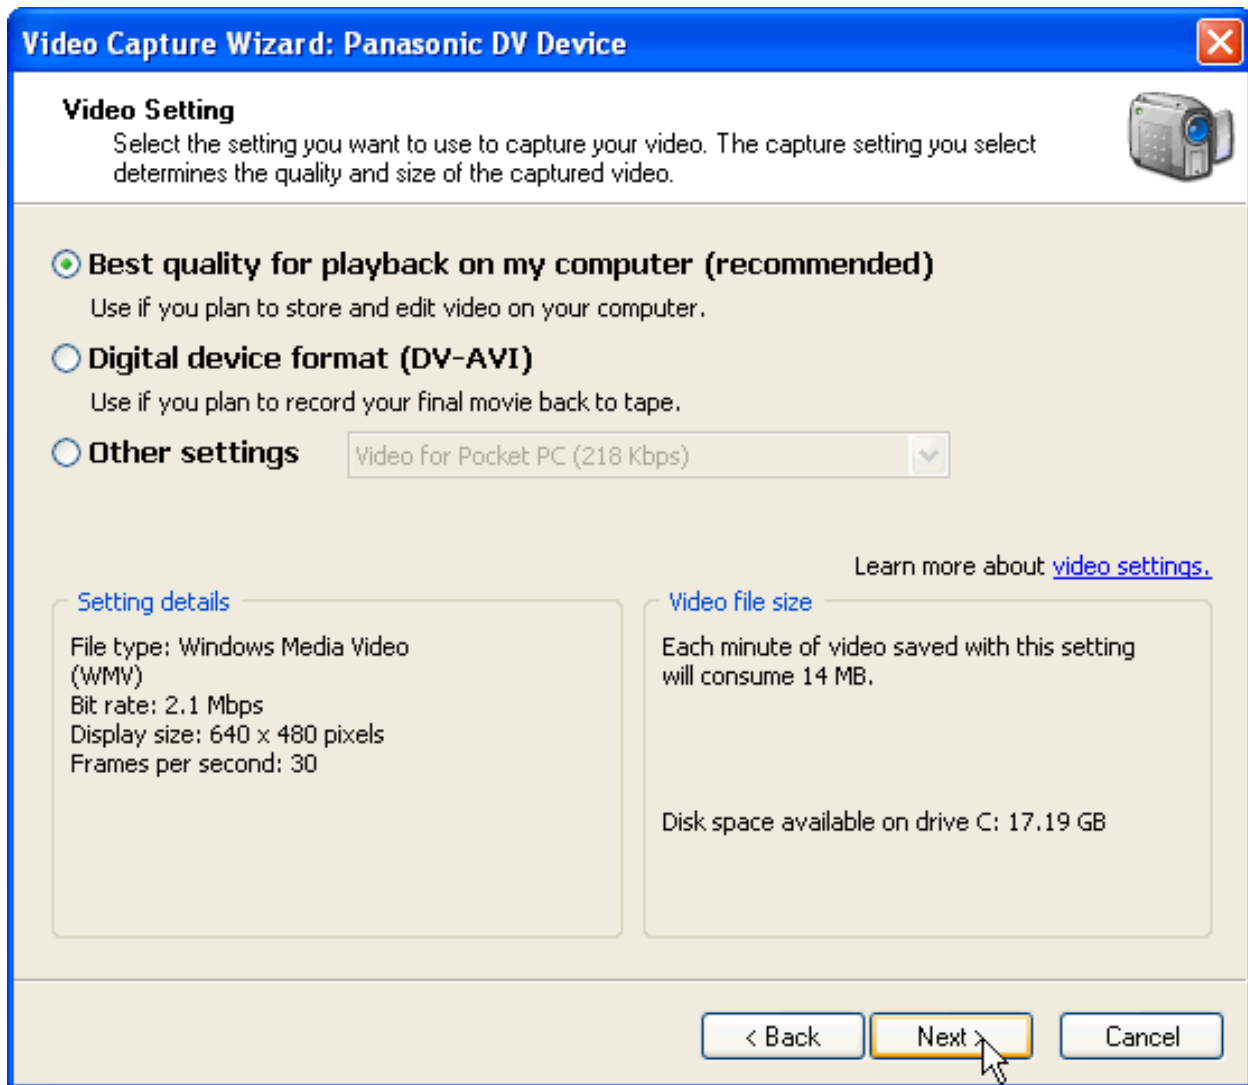 Video Capture Wizard: Panasonic DV Device
Video Setting
Select the setting you want to use to capture your video. The capture setting you select
determines the quality and size of the captured video.
Best quality for playback on my computer (recommended)
Use if you plan to store and edit video on your computer.
Digital device format (DV-AVI)
Use if you plan to record your final movie back to tape.
Other settings
Video for Pocket PC (218 Kbps)
Learn more about video settings.
Setting details
File type: Windows Media Video
(WMV)
Bit rate: 2.1 Mbps
Display size: 640 x 480 pixels
Frames per second: 30
Video file size
Each minute of video saved with this setting
will consume 14 MB.
Disk space available on drive C: 17.19 GB
< Back
Next >
Cancel